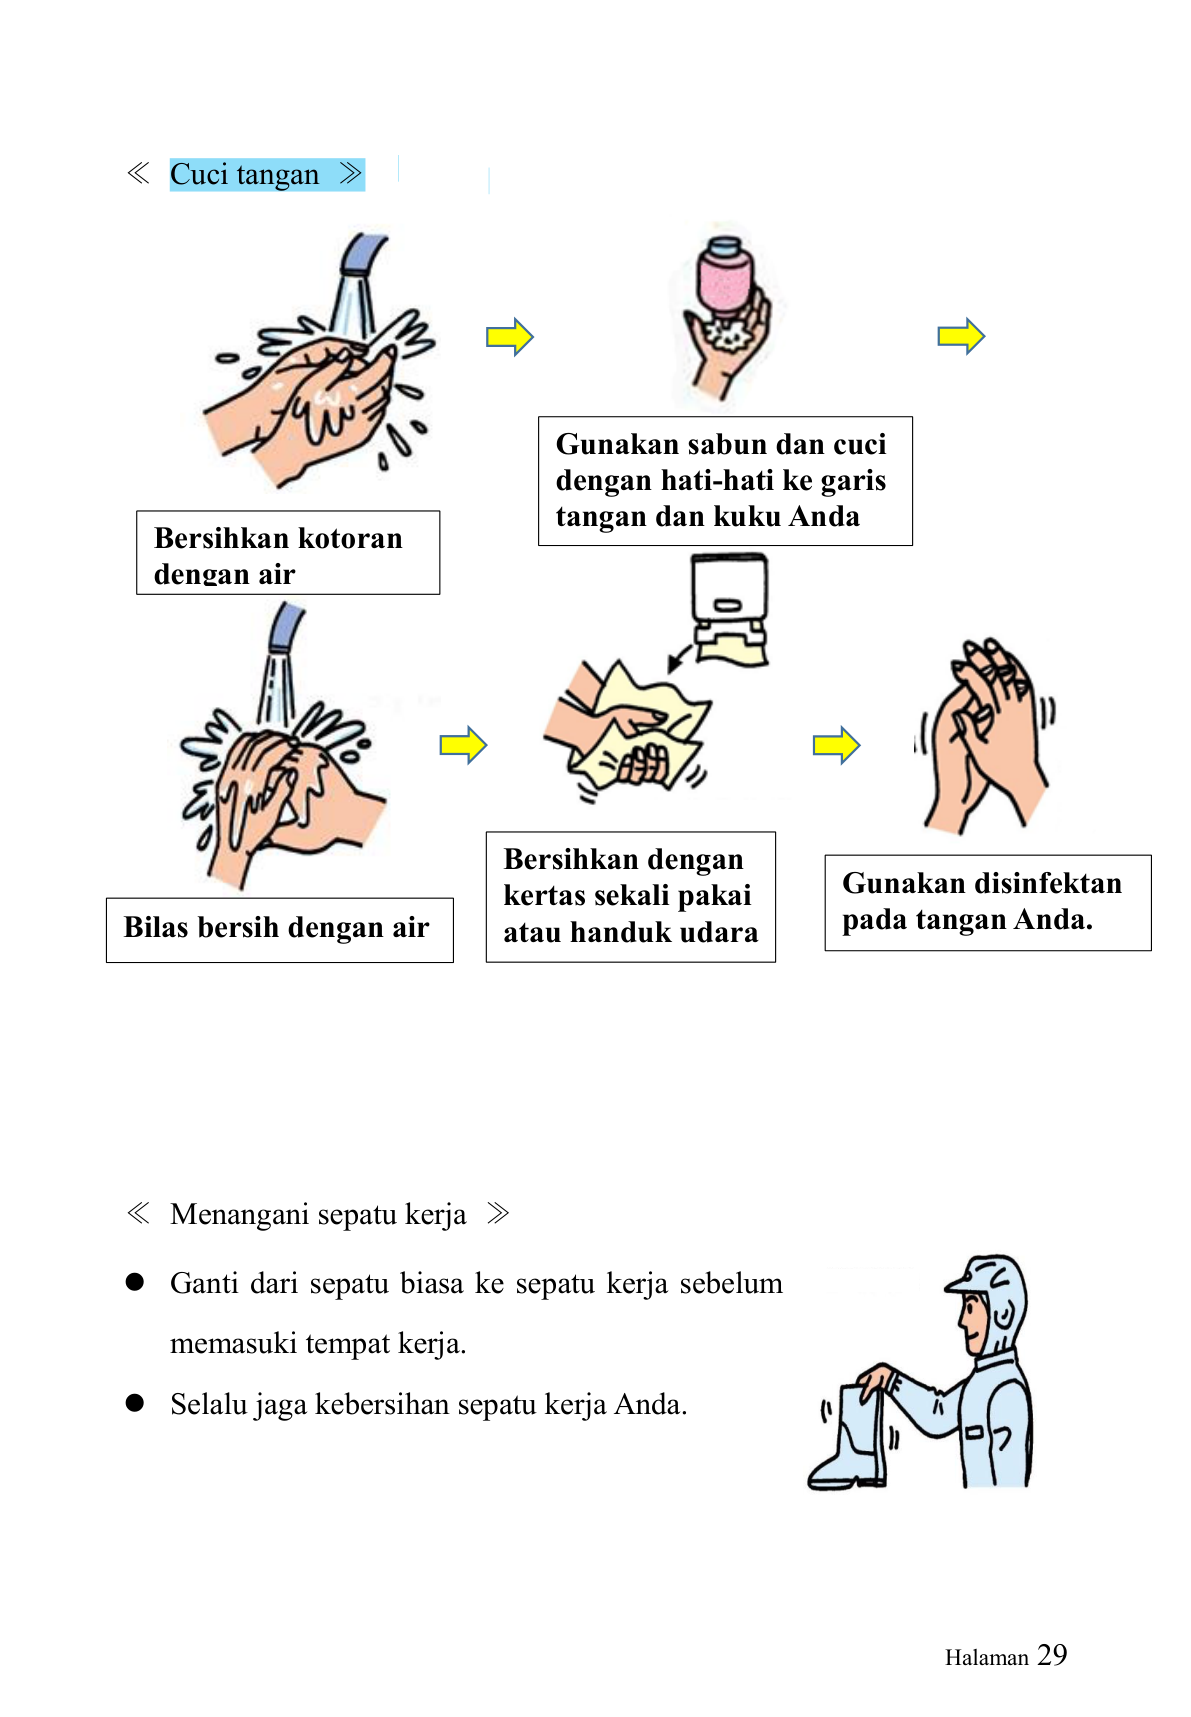 ≪ Cuci tangan ≫
Gunakan sabun dan cuci
dengan hati-hati ke garis
tangan dan kuku Anda
Bersihkan kotoran
dengan air
Bilas bersih dengan air
Bersihkan dengan
kertas sekali pakai
atau handuk udara
Gunakan disinfektan
pada tangan Anda.
≪ Menangani sepatu kerja ≫
● Ganti dari sepatu biasa ke sepatu kerja sebelum
memasuki tempat kerja.
● Selalu jaga kebersihan sepatu kerja Anda.
Halaman 29